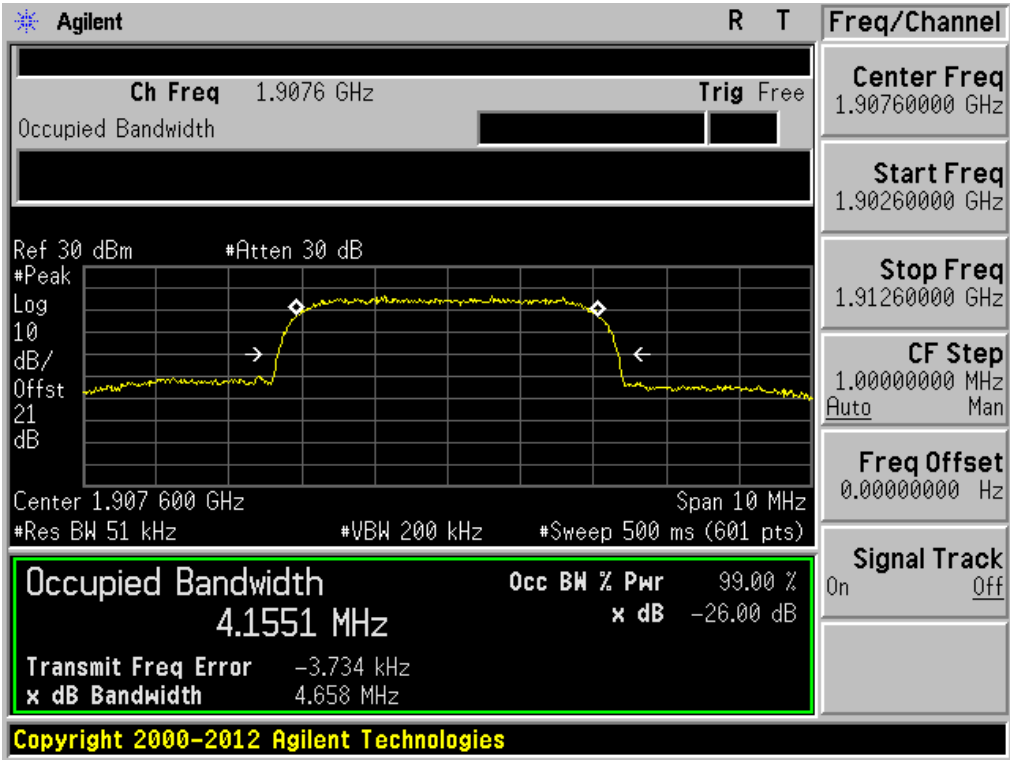 Agilent R T
Freq/Channel
Ch Freq 1.9076 GHz Trig Free
Occupied Bandwidth
Center Freq
1.90760000 GHz
Start Freq
1.90260000 GHz
Stop Freq
1.91260000 GHz
CF Step
1.00000000 MHz
Auto Man
Freq Offset
0.00000000 Hz
Signal Track
On Off
Ref 30 dBm #Atten 30 dB
#Peak
Log
10
dB/
Offst
21
dB
Center 1.907 600 GHz Span 10 MHz
#Res BW 51 kHz #VBW 200 kHz #Sweep 500 ms (601 pts)
Occupied Bandwidth Occ BW % Pwr 99.00 %
4.1551 MHz x dB -26.00 dB
Transmit Freq Error -3.734 kHz
x dB Bandwidth 4.658 MHz
Copyright 2000-2012 Agilent Technologies